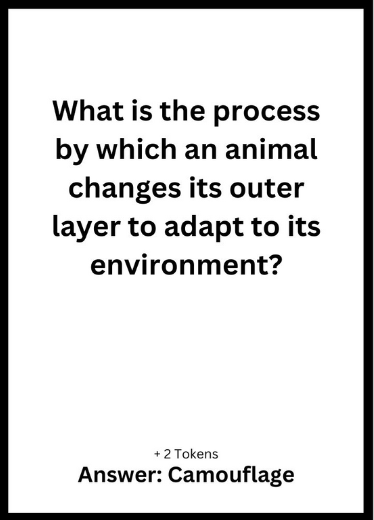 What is the process
by which an animal
changes its outer
layer to adapt to its
environment?
+ 2 Tokens
Answer: Camouflage